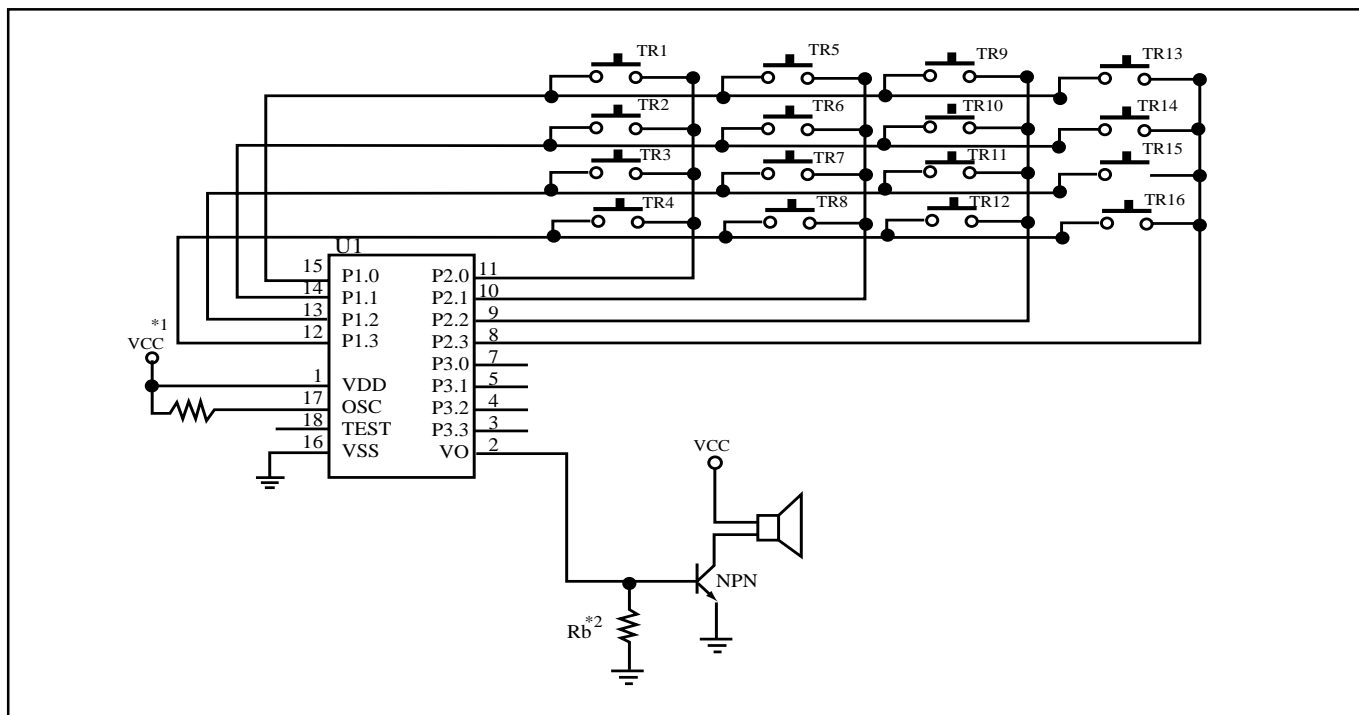 TR1 TR5 TR9 TR13
TR2 TR6 TR10 TR14
TR3 TR7 TR11 TR15
TR4 TR8 TR12 TR16
U1
15 P1.0 P2.0 11
14 P1.1 P2.1 10
13 P1.2 P2.2 9
12 P1.3 P2.3 8
*1
VCC
P3.0 7
1 VDD P3.1 5
17 OSC P3.2 4
18 TEST P3.3 3
16 VSS VO 2
VCC
NPN
Rb*2